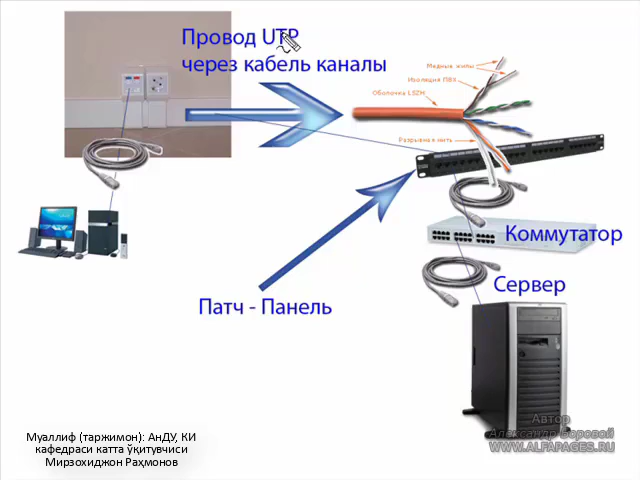 Провод UTP
через кабель каналы
Медные жилы
Изоляция ПВХ
Оболочка LSZH
Разрывная нить
Коммутатор
Сервер
Патч - Панель
Муаллиф (таржимон): АнДУ, КИ
кафедраси катта ўқитувчиси
Мирзохиджон Раҳмонов
Автор
Александр Боровой
WWW.ALFAPAGES.RU